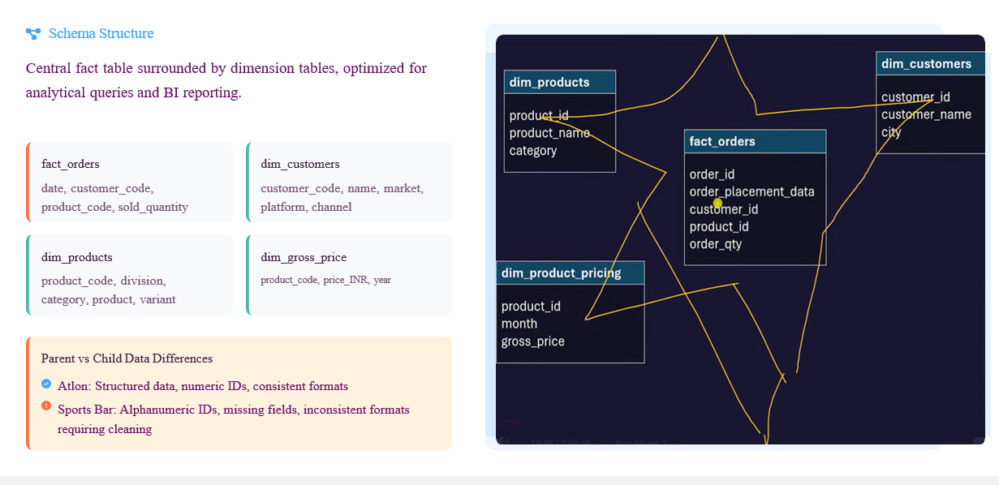 Schema Structure
Central fact table surrounded by dimension tables, optimized for
analytical queries and BI reporting.
fact_orders
date, customer_code,
product_code, sold_quantity
dim_customers
customer_code, name, market,
platform, channel
dim_products
product_code, division,
category, product, variant
dim_gross_price
product_code, price_INR, year
Parent vs Child Data Differences
Atlon: Structured data, numeric IDs, consistent formats
Sports Bar: Alphanumeric IDs, missing fields, inconsistent formats
requiring cleaning
dim_products
product_id
product_name
category
dim_customers
customer_id
customer_name
city
fact_orders
order_id
order_placement_data
customer_id
product_id
order_qty
dim_product_pricing
product_id
month
gross_price